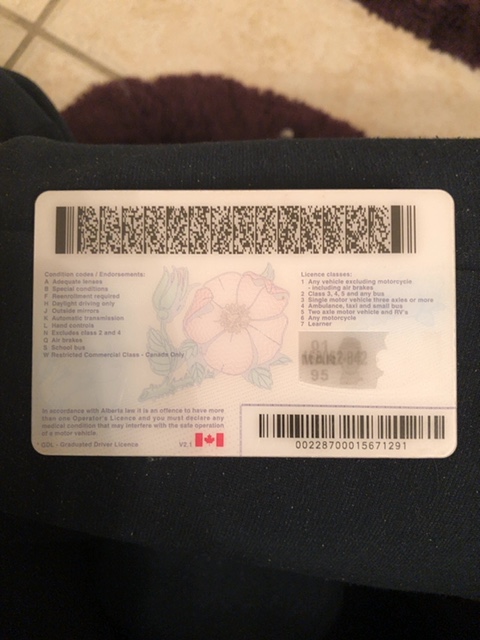 Condition codes / Endorsements:
A Adequate lenses
B Special conditions
F Reenrolment required
H Daylight driving only
J Outside mirrors
K Automatic transmission
L Hand controls
N Excludes class 2 and 4
Q Air brakes
S School bus
W Restricted Commercial Class - Canada Only
Licence classes:
1 Any vehicle excluding motorcycle
- including air brakes
2 Class 3, 4, 5 and any bus
3 Single motor vehicle three axles or more
4 Ambulance, taxi and small bus
5 Two axle motor vehicle and RV's
6 Any motorcycle
7 Learner
95
In accordance with Alberta law it is an offence to have more
than one Operator's Licence and you must declare any
medical condition that may interfere with the safe operation
of a motor vehicle.
GDL - Graduated Driver Licence
V2.1
00228700015671291